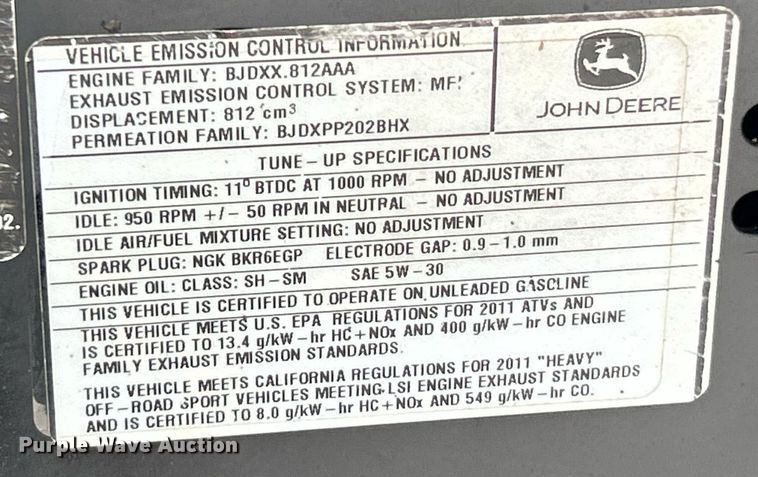 VEHICLE EMISSION CONTROL INFORMATION
ENGINE FAMILY: BJDXX.812AAA
EXHAUST EMISSION CONTROL SYSTEM:
DISPLACEMENT: 812 cm³
PERMEATION FAMILY: BJDXPP202BHX
JOHN DEERE
TUNE-UP SPECIFICATIONS
IGNITION TIMING: 11° BTDC AT 1000 RPM - NO ADJUSTMENT
IDLE: 950 RPM +/- 50 RPM IN NEUTRAL - NO ADJUSTMENT
IDLE AIR/FUEL MIXTURE SETTING: NO ADJUSTMENT
SPARK PLUG: NGK BKR6EGP ELECTRODE GAP: 0.9-1.0 mm
ENGINE OIL: CLASS: SH-SM SAE 5W-30
THIS VEHICLE IS CERTIFIED TO OPERATE ON UNLEADED GASCLINE
THIS VEHICLE MEETS U.S. EPA REGULATIONS FOR 2011 ATVs AND
IS CERTIFIED TO 13.4 g/kW-hr HC+NOx AND 400 g/kW-hr CO ENGINE
FAMILY EXHAUST EMISSION STANDARDS.
THIS VEHICLE MEETS CALIFORNIA REGULATIONS FOR 2011 "HEAVY"
OFF-ROAD SPORT VEHICLES MEETING LSI ENGINE EXHAUST STANDARDS
AND IS CERTIFIED TO 8.0 g/kW-hr HC+NOx AND 549 g/kW-hr CO.
02.
Purple Wave Auction